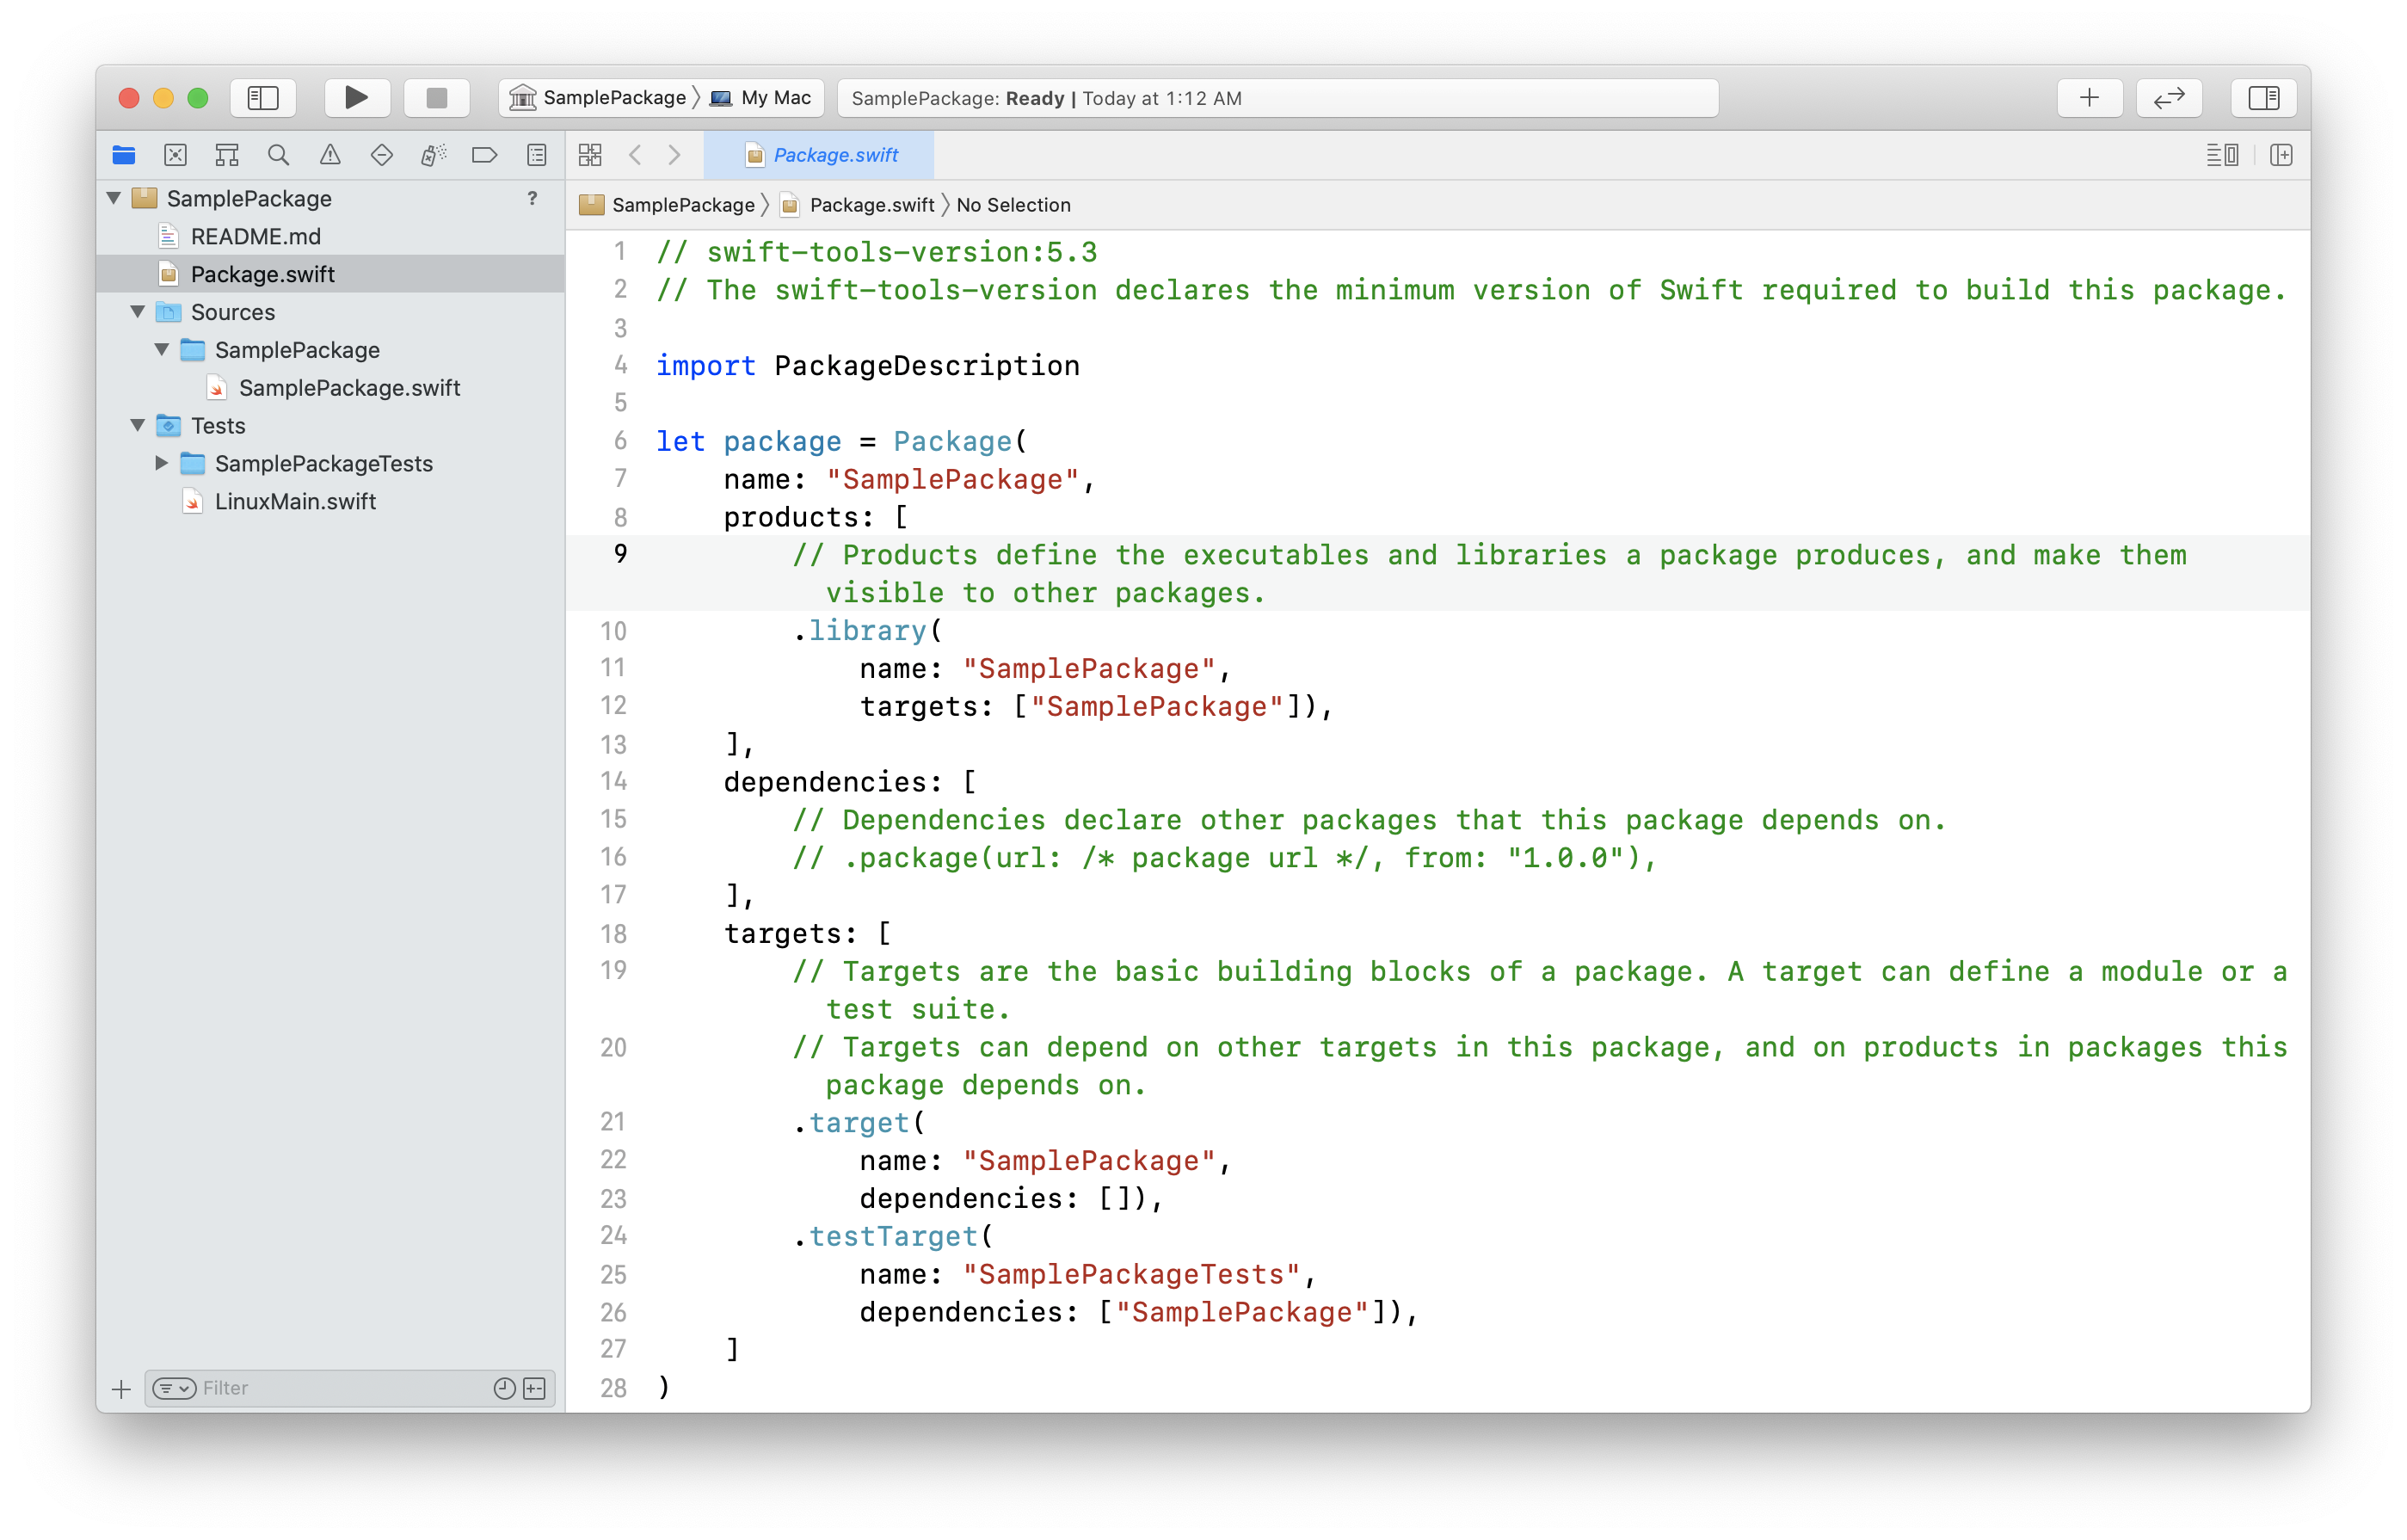 SamplePackage 〉 My Mac
SamplePackage: Ready | Today at 1:12 AM
Package.swift
SamplePackage ?
README.md
Package.swift
Sources
SamplePackage
SamplePackage.swift
Tests
SamplePackageTests
LinuxMain.swift
Filter
SamplePackage 〉 Package.swift 〉 No Selection
1 // swift-tools-version:5.3
2 // The swift-tools-version declares the minimum version of Swift required to build this package.
3
4 import PackageDescription
5
6 let package = Package(
7     name: "SamplePackage",
8     products: [
9         // Products define the executables and libraries a package produces, and make them
          visible to other packages.
10         .library(
11             name: "SamplePackage",
12             targets: ["SamplePackage"]),
13     ],
14     dependencies: [
15         // Dependencies declare other packages that this package depends on.
16         // .package(url: /* package url */, from: "1.0.0"),
17     ],
18     targets: [
19         // Targets are the basic building blocks of a package. A target can define a module or a
          test suite.
20         // Targets can depend on other targets in this package, and on products in packages this
          package depends on.
21         .target(
22             name: "SamplePackage",
23             dependencies: []),
24         .testTarget(
25             name: "SamplePackageTests",
26             dependencies: ["SamplePackage"]),
27     ]
28 )